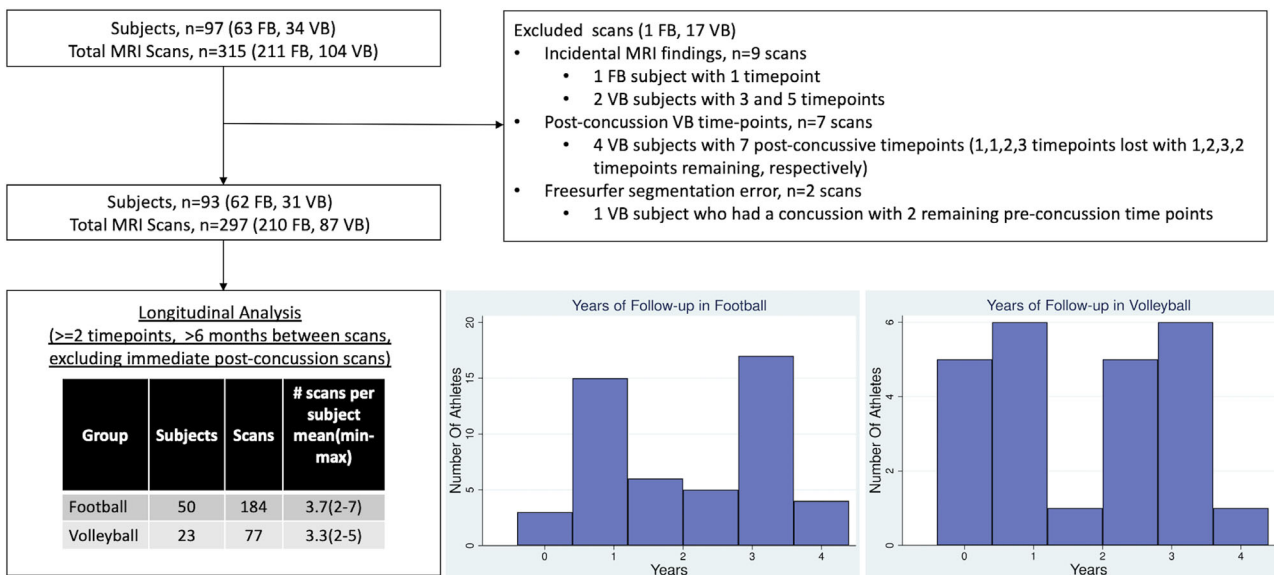 Subjects, n=97 (63 FB, 34 VB)
Total MRI Scans, n=315 (211 FB, 104 VB)
Excluded scans (1 FB, 17 VB)
• Incidental MRI findings, n=9 scans
• 1 FB subject with 1 timepoint
• 2 VB subjects with 3 and 5 timepoints
• Post-concussion VB time-points, n=7 scans
• 4 VB subjects with 7 post-concussive timepoints (1,1,2,3 timepoints lost with 1,2,3,2
timepoints remaining, respectively)
• Freesurfer segmentation error, n=2 scans
• 1 VB subject who had a concussion with 2 remaining pre-concussion time points
Subjects, n=93 (62 FB, 31 VB)
Total MRI Scans, n=297 (210 FB, 87 VB)
Longitudinal Analysis
(>=2 timepoints, >6 months between scans,
excluding immediate post-concussion scans)
Group Subjects Scans # scans per
subject
mean(min-
max)
Football 50 184 3.7(2-7)
Volleyball 23 77 3.3(2-5)
Years of Follow-up in Football
Number Of Athletes
20
15
10
5
0
0 1 2 3 4
Years
Years of Follow-up in Volleyball
Number Of Athletes
6
4
2
0
0 1 2 3 4
Years